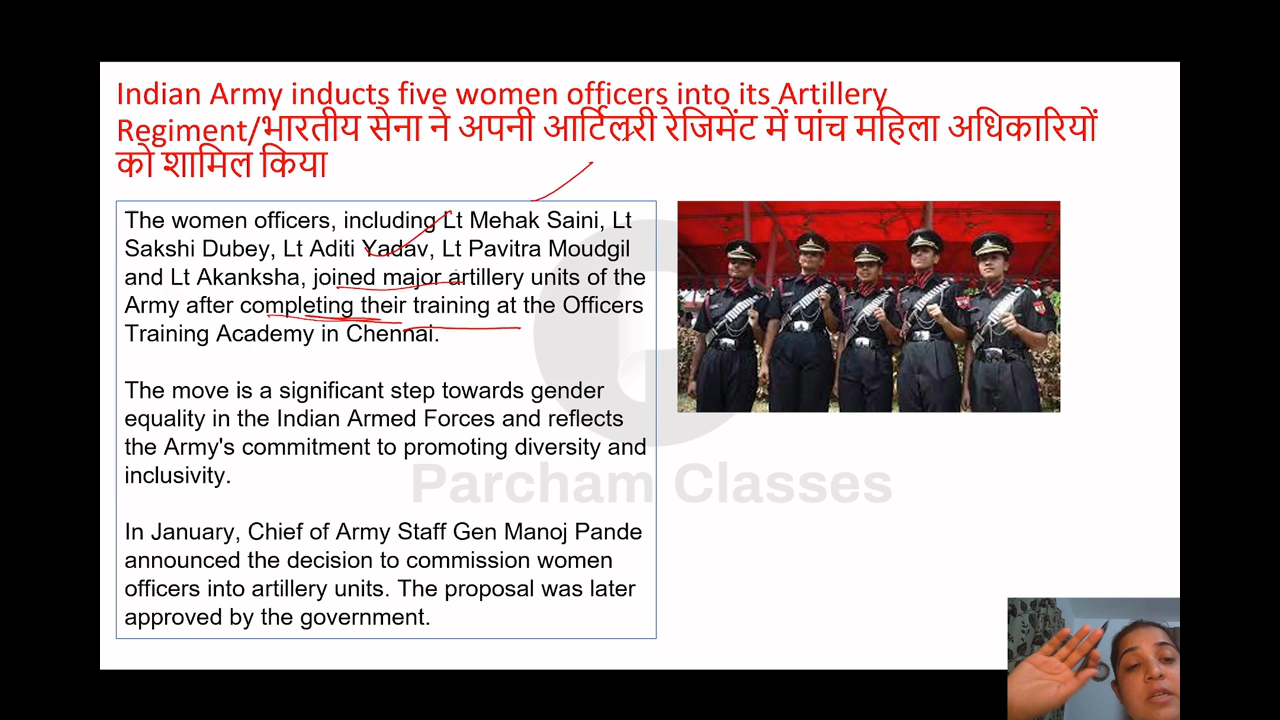 Indian Army inducts five women officers into its Artillery
Regiment/भारतीय सेना ने अपनी आर्टिलरी रेजिमेंट में पांच महिला अधिकारियों
को शामिल किया
The women officers, including Lt Mehak Saini, Lt
Sakshi Dubey, Lt Aditi Yadav, Lt Pavitra Moudgil
and Lt Akanksha, joined major artillery units of the
Army after completing their training at the Officers
Training Academy in Chennai.
The move is a significant step towards gender
equality in the Indian Armed Forces and reflects
the Army's commitment to promoting diversity and
inclusivity.
In January, Chief of Army Staff Gen Manoj Pande
announced the decision to commission women
officers into artillery units. The proposal was later
approved by the government.
Parcham Classes